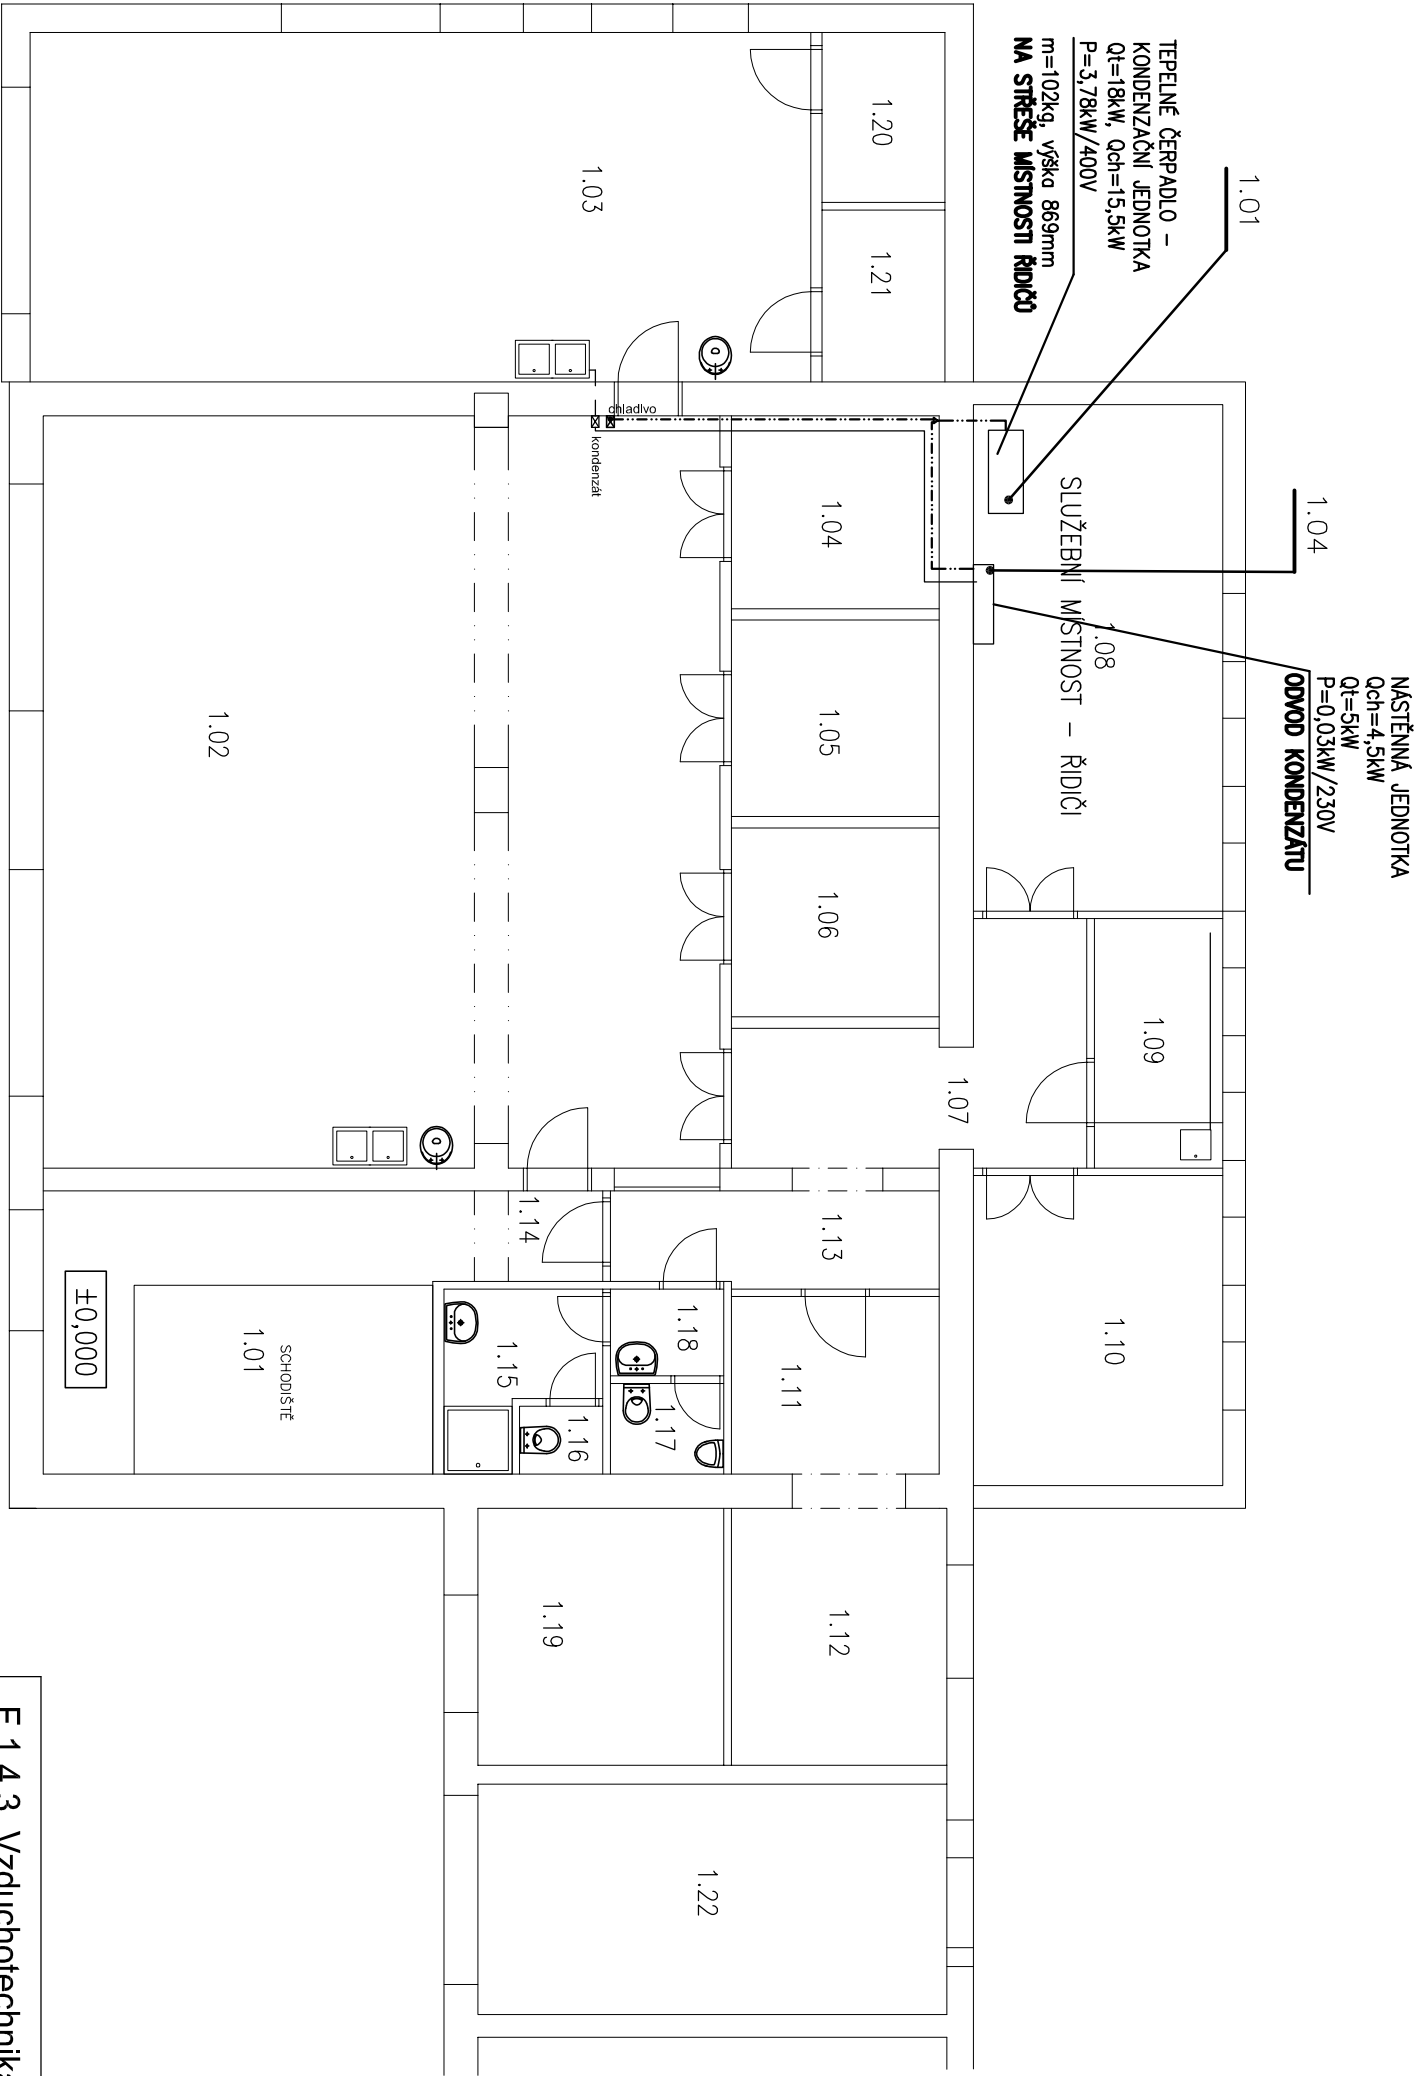 1.01
TEPELNÉ ČERPADLO –
KONDENZAČNÍ JEDNOTKA
Qt=18kW, Qch=15,5kW
P=3,78kW/400V
m=102kg, výška 869mm
NA STŘEŠE MÍSTNOSTI ŘIDIČŮ
1.04
NÁSTĚNNÁ JEDNOTKA
Qch=4,5kW
Qt=5kW
P=0,03kW/230V
ODVOD KONDENZÁTU
1.08
SLUŽEBNÍ MÍSTNOST – ŘIDIČI
1.09
1.10
1.20
1.21
1.03
chladivo
kondenzát
1.04
1.05
1.06
1.07
1.02
1.13
1.14
1.11
1.18
1.17
1.15
1.16
SCHODIŠTĚ
1.01
±0,000
1.12
1.19
1.22
F 1.4.3 Vzduchotechnika